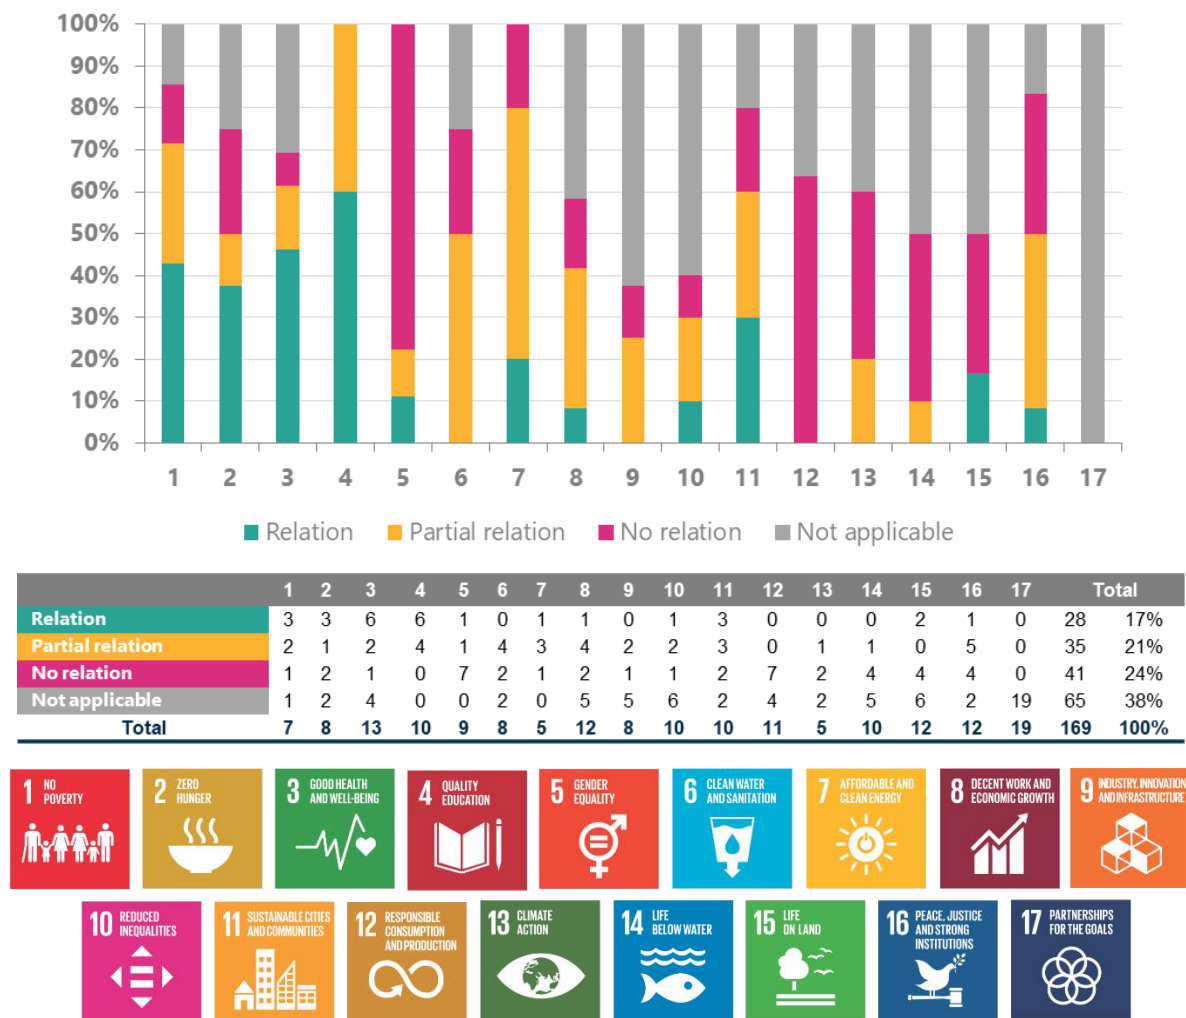 100%
90%
80%
70%
60%
50%
40%
30%
20%
10%
0%
1 2 3 4 5 6 7 8 9 10 11 12 13 14 15 16 17
Relation Partial relation No relation Not applicable
1 2 3 4 5 6 7 8 9 10 11 12 13 14 15 16 17 Total
Relation 3 3 6 6 1 0 1 1 0 1 3 0 0 0 2 1 0 28 17%
Partial relation 2 1 2 4 1 4 3 4 2 2 3 0 1 1 0 5 0 35 21%
No relation 1 2 1 0 7 2 1 2 1 1 2 7 2 4 4 4 0 41 24%
Not applicable 1 2 4 0 0 2 0 5 5 6 2 4 2 5 6 2 19 65 38%
Total 7 8 13 10 9 8 5 12 8 10 10 11 5 10 12 12 19 169 100%
1 NO
POVERTY
2 ZERO
HUNGER
3 GOOD HEALTH
AND WELL-BEING
4 QUALITY
EDUCATION
5 GENDER
EQUALITY
6 CLEAN WATER
AND SANITATION
7 AFFORDABLE AND
CLEAN ENERGY
8 DECENT WORK AND
ECONOMIC GROWTH
9 INDUSTRY, INNOVATION
AND INFRASTRUCTURE
10 REDUCED
INEQUALITIES
11 SUSTAINABLE CITIES
AND COMMUNITIES
12 RESPONSIBLE
CONSUMPTION
AND PRODUCTION
13 CLIMATE
ACTION
14 LIFE
BELOW WATER
15 LIFE
ON LAND
16 PEACE, JUSTICE
AND STRONG
INSTITUTIONS
17 PARTNERSHIPS
FOR THE GOALS